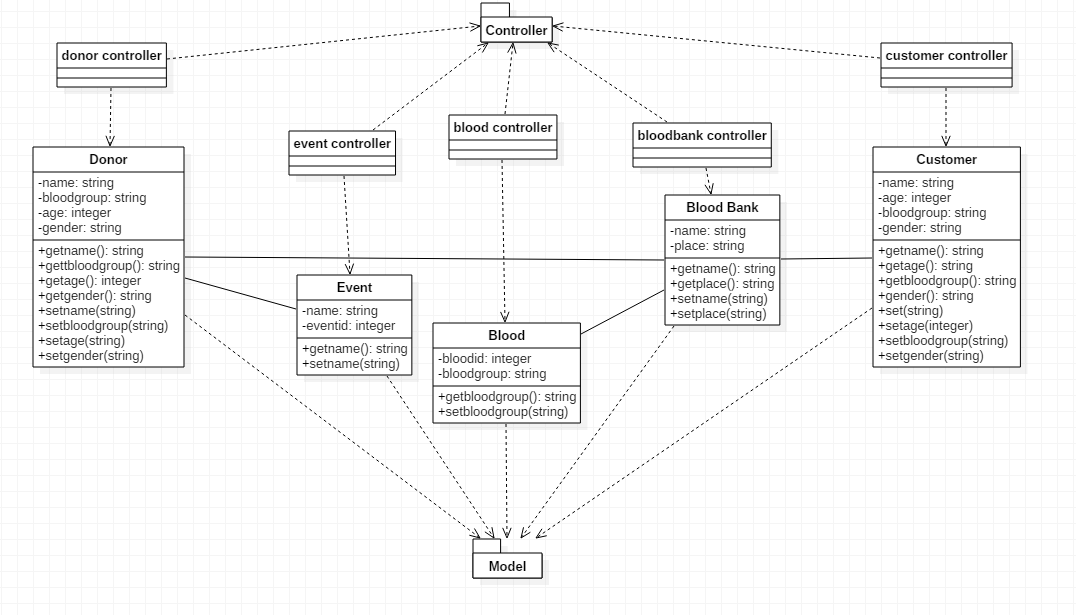 Controller
donor controller
customer controller
event controller
blood controller
bloodbank controller
Donor
-name: string
-bloodgroup: string
-age: integer
-gender: string
+getname(): string
+gettbloodgroup(): string
+getage(): integer
+getgender(): string
+setname(string)
+setbloodgroup(string)
+setage(string)
+setgender(string)
Event
-name: string
-eventid: integer
+getname(): string
+setname(string)
Blood
-bloodid: integer
-bloodgroup: string
+getbloodgroup(): string
+setbloodgroup(string)
Blood Bank
-name: string
-place: string
+getname(): string
+getplace(): string
+setname(string)
+setplace(string)
Customer
-name: string
-age: integer
-bloodgroup: string
-gender: string
+getname(): string
+getage(): string
+getbloodgroup(): string
+gender(): string
+set(string)
+setage(integer)
+setbloodgroup(string)
+setgender(string)
Model